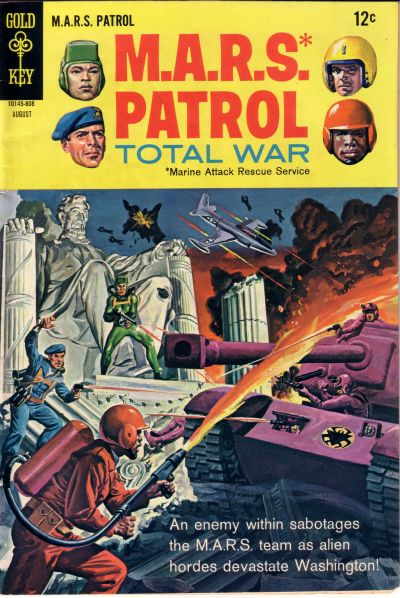 GOLD
KEY
10145-808
AUGUST
M.A.R.S. PATROL
12c
M.A.R.S.*
PATROL
TOTAL WAR
*Marine Attack Rescue Service
An enemy within sabotages
the M.A.R.S. team as alien
hordes devastate Washington!